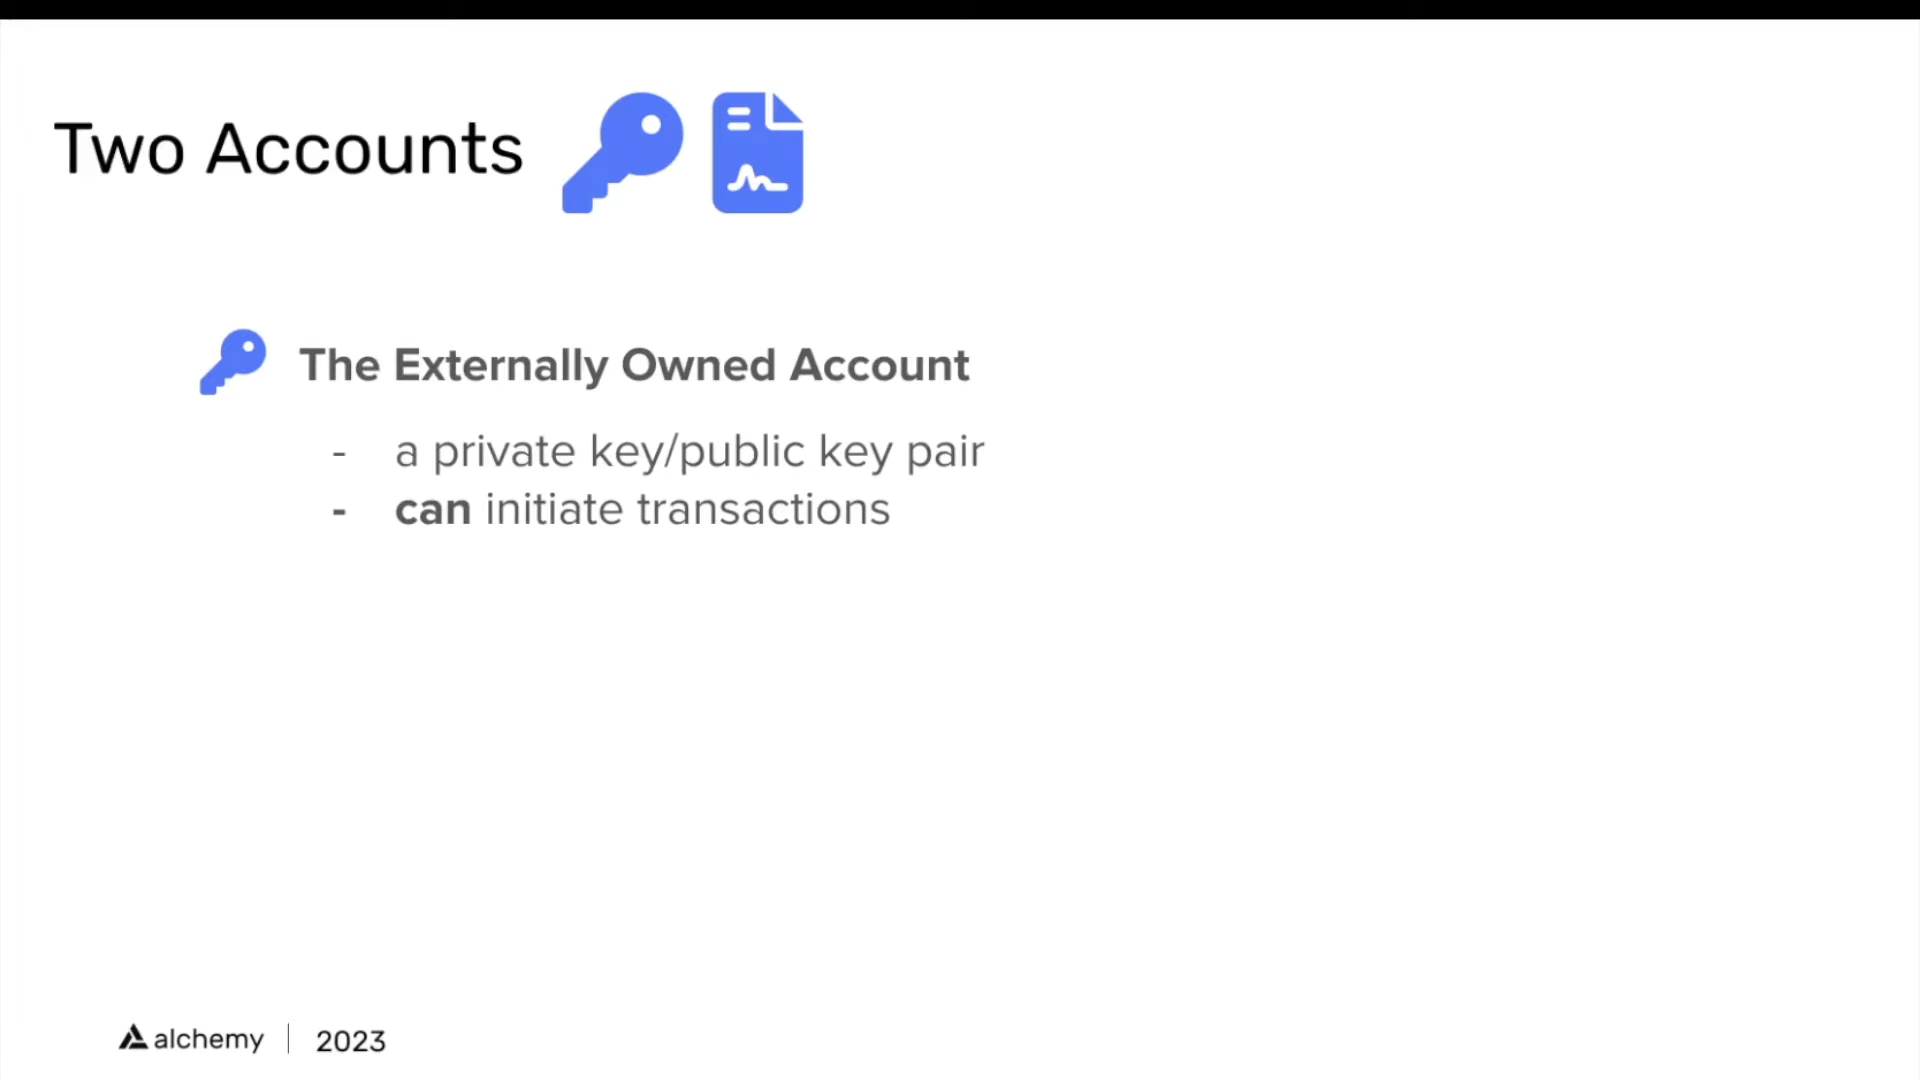 Two Accounts
The Externally Owned Account
- a private key/public key pair
- can initiate transactions
alchemy | 2023